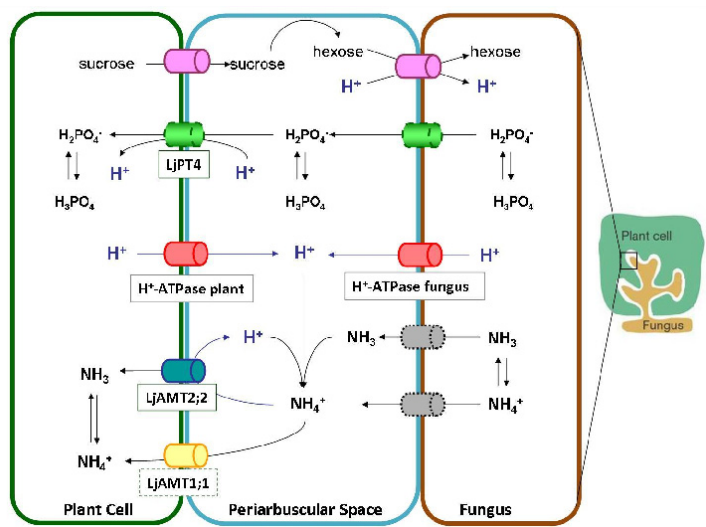 sucrose sucrose hexose hexose
H⁺ H⁺
H₂PO₄⁻ H₂PO₄⁻ H₂PO₄⁻
LjPT4
H⁺ H⁺
H₃PO₄ H₃PO₄ H₃PO₄
H⁺ H⁺ H⁺
H⁺-ATPase plant H⁺-ATPase fungus
H⁺ NH₃ NH₃
NH₃
LjAMT2;2 NH₄⁺ NH₄⁺
NH₄⁺
LjAMT1;1
Plant Cell Periarbuscular Space Fungus
Plant cell
Fungus